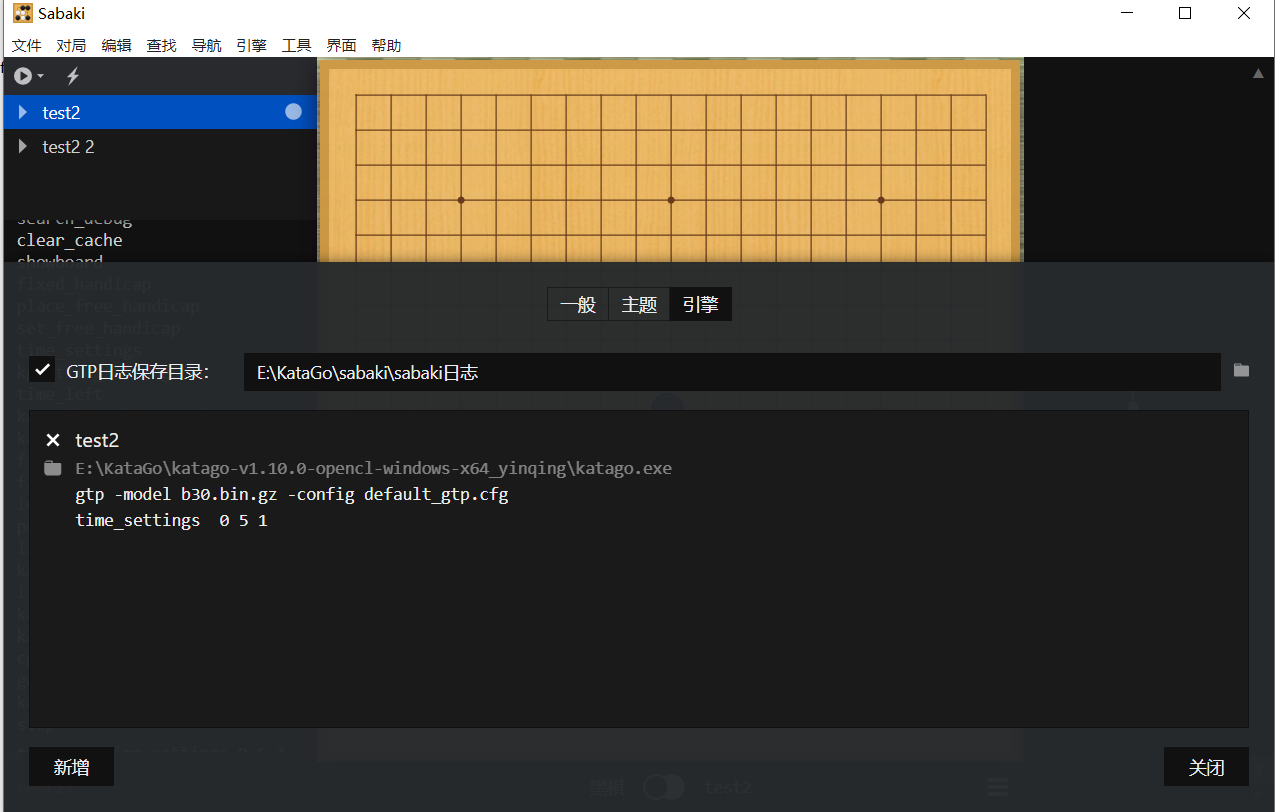 Sabaki
文件 对局 编辑 查找 导航 引擎 工具 界面 帮助
test2
test2 2
search_debug
clear_cache
showboard
fixed_handicap
place_free_handicap
set_free_handicap
time_settings
time_left
一般 主题 引擎
GTP日志保存目录：
E:\KataGo\sabaki\sabaki日志
test2
E:\KataGo\katago-v1.10.0-opencl-windows-x64_yinqing\katago.exe
gtp -model b30.bin.gz -config default_gtp.cfg
time_settings  0 5 1
新增
关闭
test2